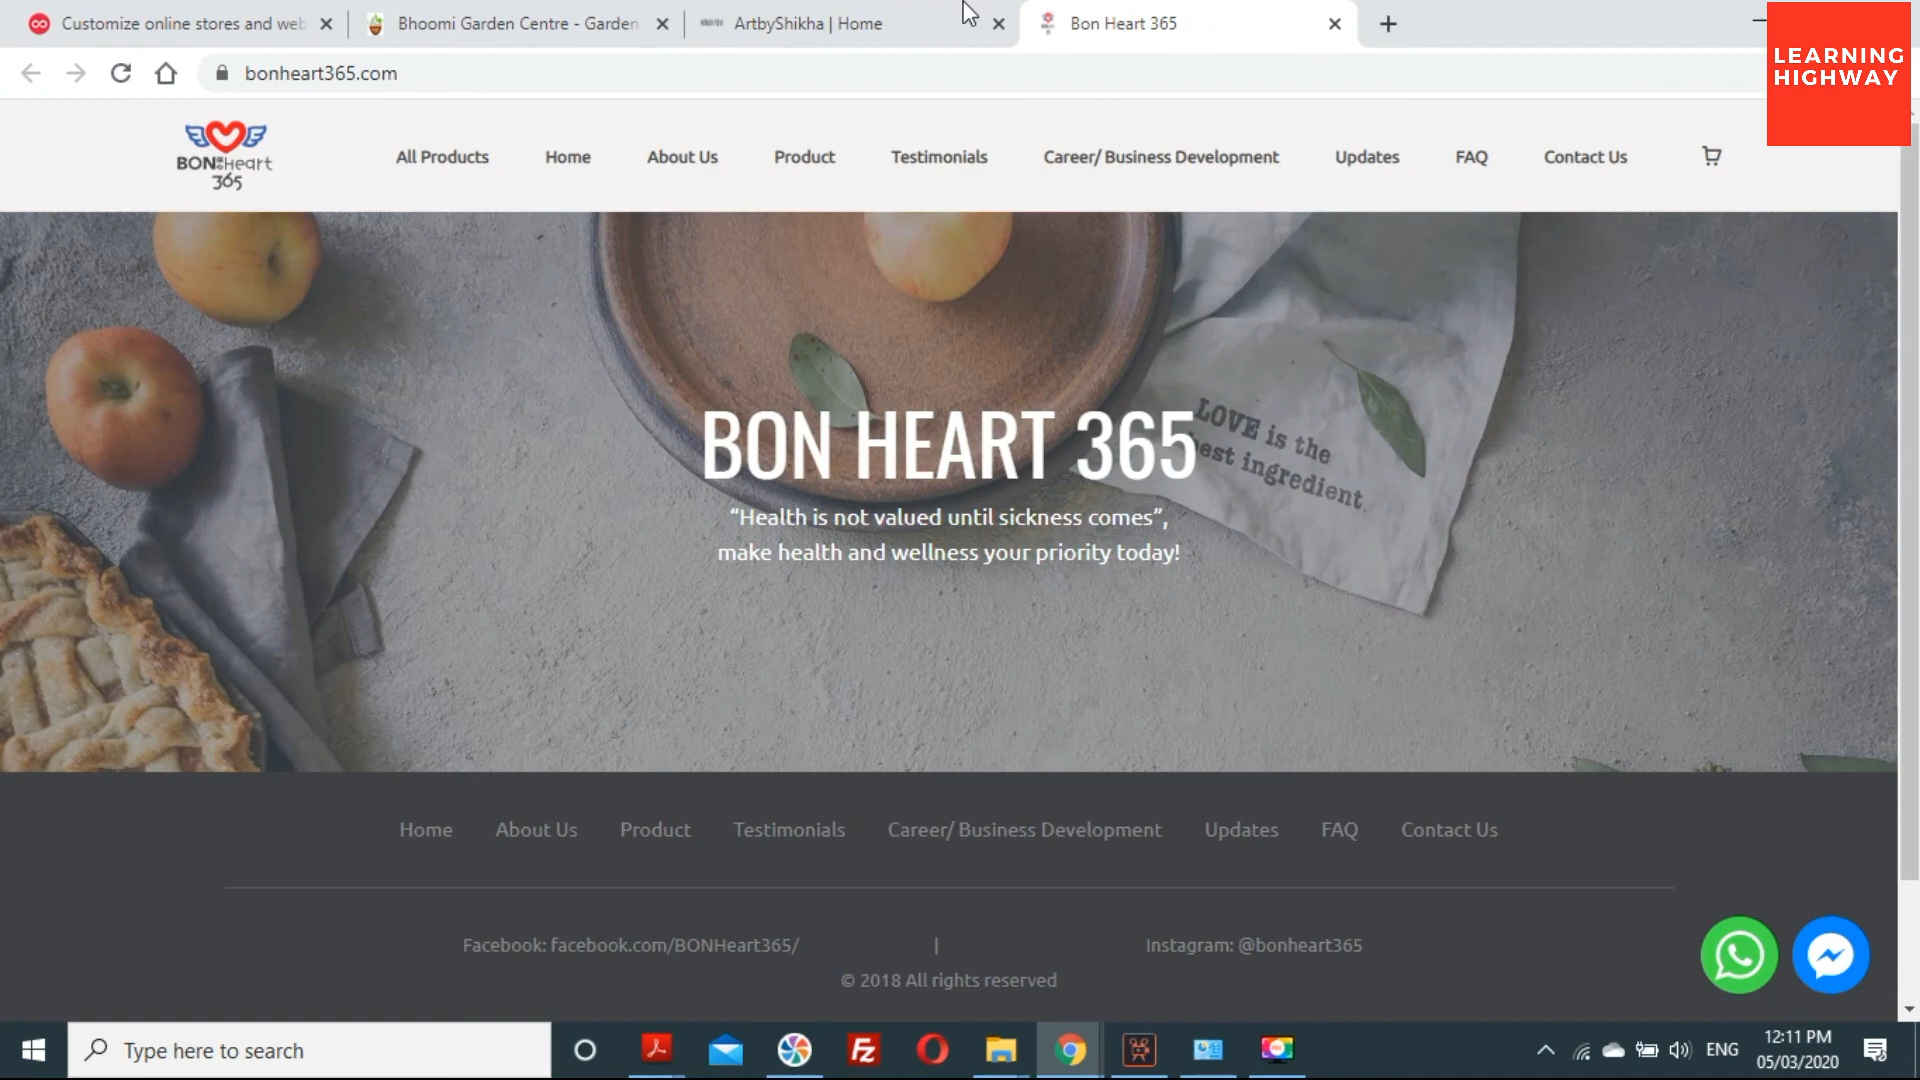 Customize online stores and web
Bhoomi Garden Centre - Garden
ArtbyShikha | Home
Bon Heart 365
bonheart365.com
LEARNING
HIGHWAY
BON Heart
365
All Products
Home
About Us
Product
Testimonials
Career/ Business Development
Updates
FAQ
Contact Us
LOVE is the
best ingredient
BON HEART 365
“Health is not valued until sickness comes”,
make health and wellness your priority today!
Home
About Us
Product
Testimonials
Career/ Business Development
Updates
FAQ
Contact Us
Facebook: facebook.com/BONHeart365/ | Instagram: @bonheart365
© 2018 All rights reserved
Type here to search
Fz
ENG
12:11 PM
05/03/2020